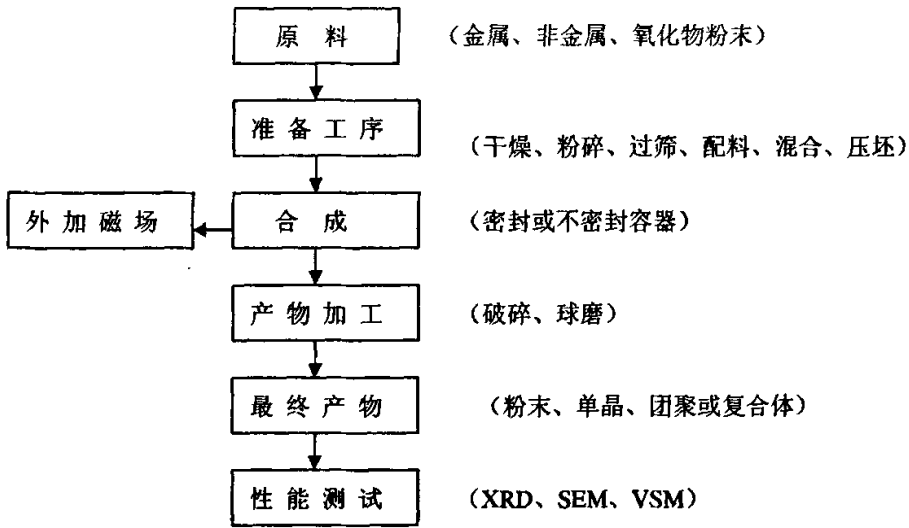 原 料 （金属、非金属、氧化物粉末）
准 备 工 序 （干燥、粉碎、过筛、配料、混合、压坯）
外 加 磁 场 合 成 （密封或不密封容器）
产 物 加 工 （破碎、球磨）
最 终 产 物 （粉末、单晶、团聚或复合体）
性 能 测 试 （XRD、SEM、VSM）